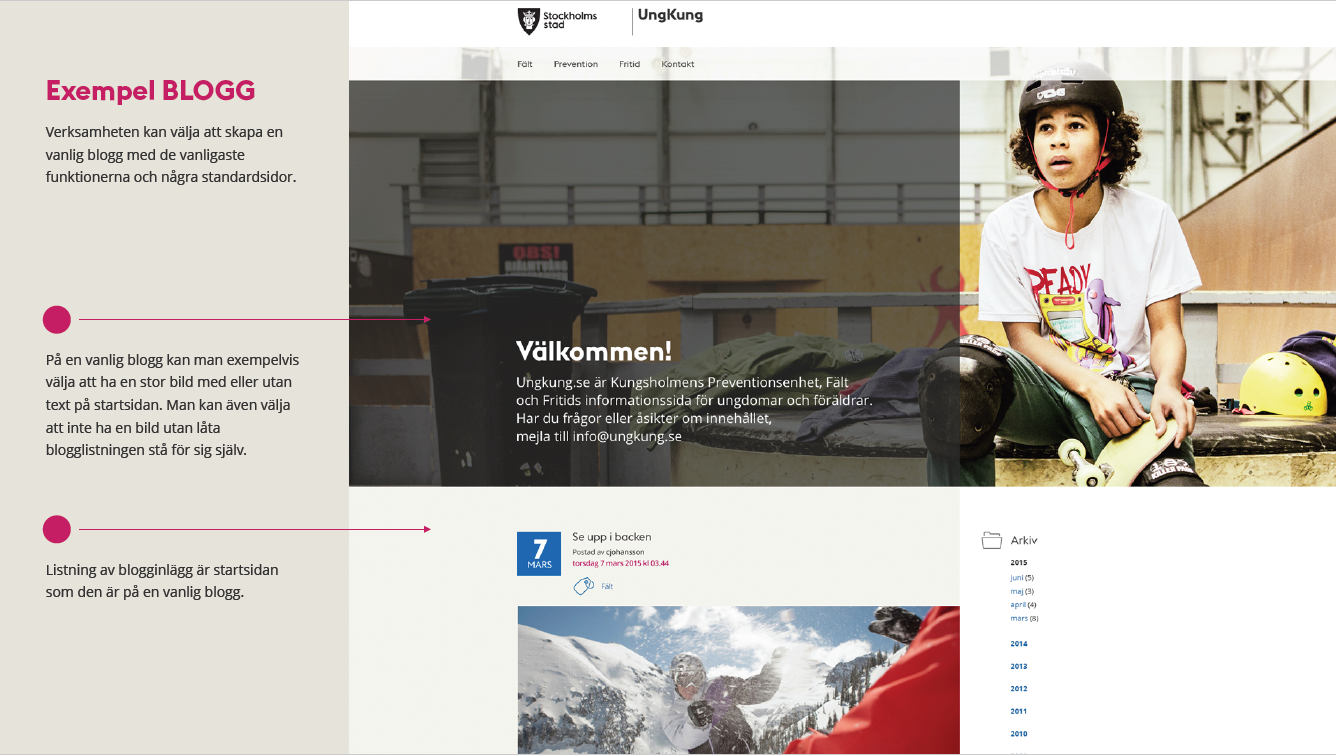 Exempel BLOGG
Verksamheten kan välja att skapa en
vanlig blogg med de vanligaste
funktionerna och några standardsidor.
På en vanlig blogg kan man exempelvis
välja att ha en stor bild med eller utan
text på startsidan. Man kan även välja
att inte ha en bild utan låta
blogglistningen stå för sig själv.
Listning av blogginlägg är startsidan
som den är på en vanlig blogg.
Stockholms
stad
UngKung
Fält Prevention Fritid Kontakt
OBS!
READY
Välkommen!
Ungkung.se är Kungsholmens Preventionsenhet, Fält
och Fritids informationssida för ungdomar och föräldrar.
Har du frågor eller åsikter om innehållet,
mejla till info@ungkung.se
7
MARS
Se upp i backen
Postad av cjohansson
torsdag 7 mars 2015 kl 03.44
Fält
Arkiv
2015
juni (5)
maj (3)
april (4)
mars (8)
2014
2013
2012
2011
2010